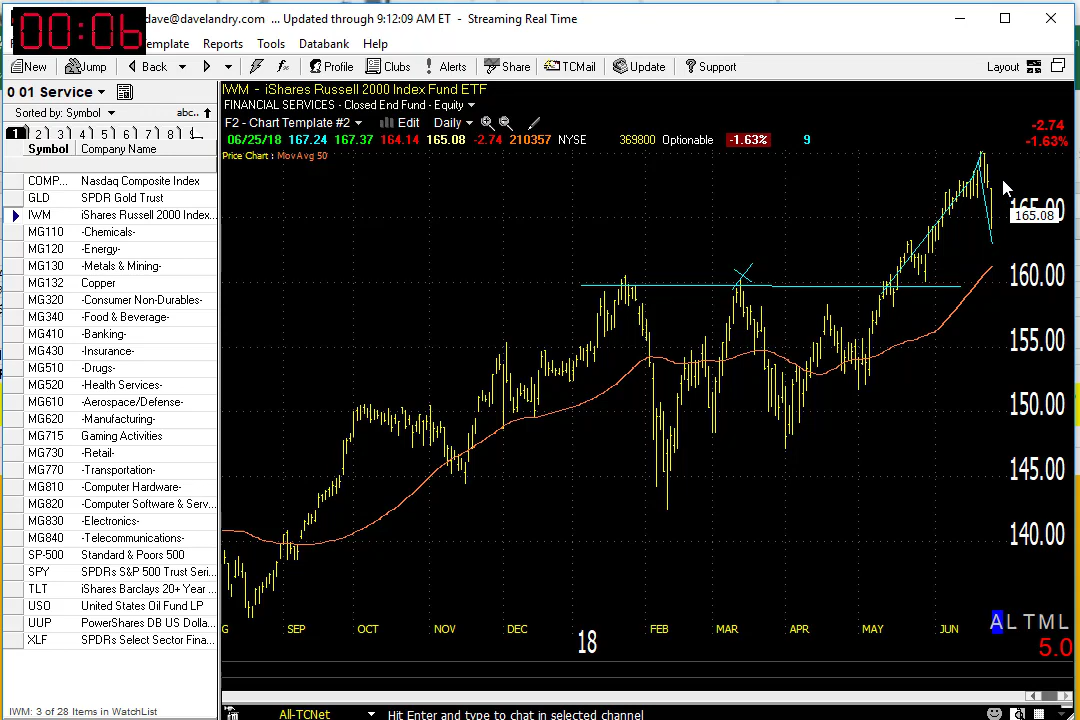 00:06
dave@davelandry.com ... Updated through 9:12:09 AM ET - Streaming Real Time
emplate Reports Tools Databank Help
New Jump Back Profile Clubs Alerts Share TCMail Update Support Layout
0 01 Service
Sorted by: Symbol abc..
1 2 3 4 5 6 7 8
Symbol Company Name
COMP... Nasdaq Composite Index
GLD SPDR Gold Trust
IWM iShares Russell 2000 Index...
MG110 -Chemicals-
MG120 -Energy-
MG130 -Metals & Mining-
MG132 Copper
MG320 -Consumer Non-Durables-
MG340 -Food & Beverage-
MG410 -Banking-
MG430 -Insurance-
MG510 -Drugs-
MG520 -Health Services-
MG610 -Aerospace/Defense-
MG620 -Manufacturing-
MG715 Gaming Activities
MG730 -Retail-
MG770 -Transportation-
MG810 -Computer Hardware-
MG820 -Computer Software & Serv...
MG830 -Electronics-
MG840 -Telecommunications-
SP-500 Standard & Poors 500
SPY SPDRs S&P 500 Trust Seri...
TLT iShares Barclays 20+ Year ...
USO United States Oil Fund LP
UUP PowerShares DB US Dolla...
XLF SPDRs Select Sector Fina...
IWM: 3 of 28 Items in WatchList
IWM - iShares Russell 2000 Index Fund ETF
FINANCIAL SERVICES - Closed End Fund - Equity
F2 - Chart Template #2 Edit Daily
06/25/18 167.24 167.37 164.14 165.08 -2.74 210357 NYSE 369800 Optionable -1.63% 9
Price Chart : MovAvg 50
-2.74
-1.63%
165.00
165.08
160.00
155.00
150.00
145.00
140.00
G SEP OCT NOV DEC 18 FEB MAR APR MAY JUN
A L T M L
5.0
All-TCNet Hit Enter and type to chat in selected channel